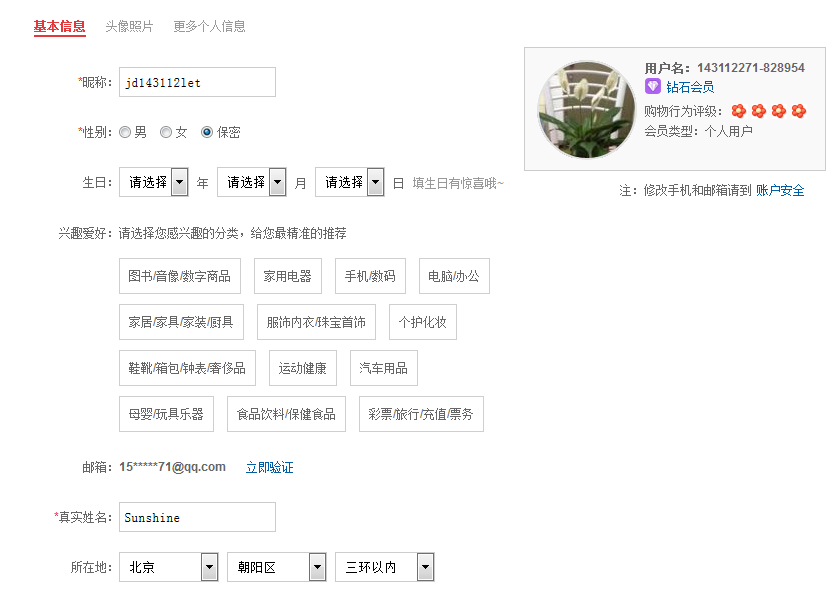 基本信息 头像照片 更多个人信息
用户名：143112271-828954
钻石会员
购物行为评级：
会员类型：个人用户
注：修改手机和邮箱请到 账户安全
*昵称：jd143112let
*性别：男 女 保密
生日：请选择 年 请选择 月 请选择 日 填生日有惊喜哦~
兴趣爱好：请选择您感兴趣的分类，给您最精准的推荐
图书/音像/数字商品 家用电器 手机/数码 电脑/办公
家居/家具/家装/厨具 服饰内衣/珠宝首饰 个护化妆
鞋靴/箱包/钟表/奢侈品 运动健康 汽车用品
母婴/玩具乐器 食品饮料/保健食品 彩票/旅行/充值/票务
邮箱：15*****71@qq.com 立即验证
*真实姓名：Sunshine
所在地：北京 朝阳区 三环以内